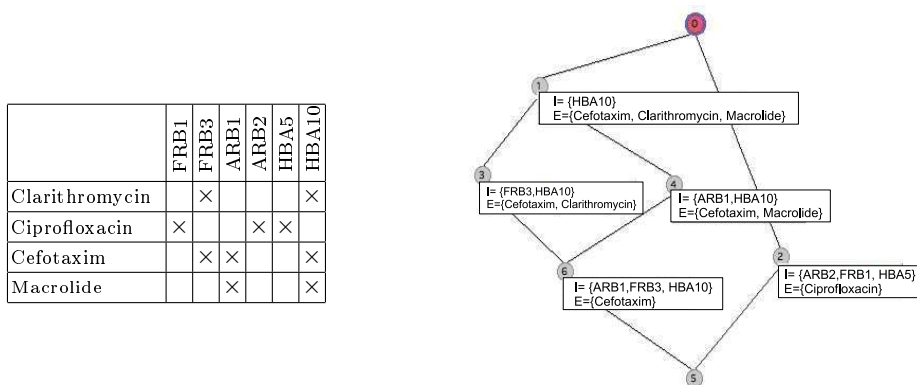 FRB1 FRB3 ARB1 ARB2 HBA5 HBA10
Clarithromycin × ×
Ciprofloxacin × × ×
Cefotaxim × × ×
Macrolide × ×
0
1
I= {HBA10}
E={Cefotaxim, Clarithromycin, Macrolide}
3
I= {FRB3,HBA10}
E={Cefotaxim, Clarithromycin}
4
I= {ARB1,HBA10}
E={Cefotaxim, Macrolide}
6
I= {ARB1,FRB3, HBA10}
E={Cefotaxim}
2
I= {ARB2,FRB1, HBA5}
E={Ciprofloxacin}
5